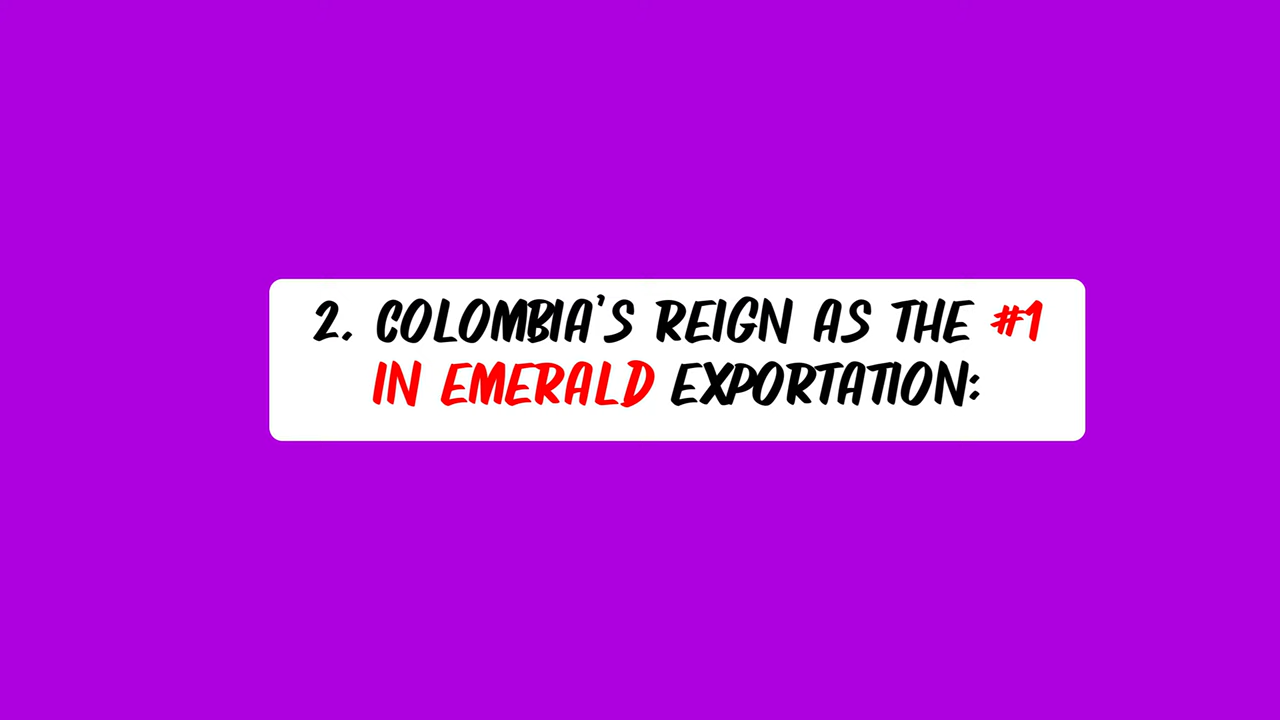 2. COLOMBIA'S REIGN AS THE #1
IN EMERALD EXPORTATION: